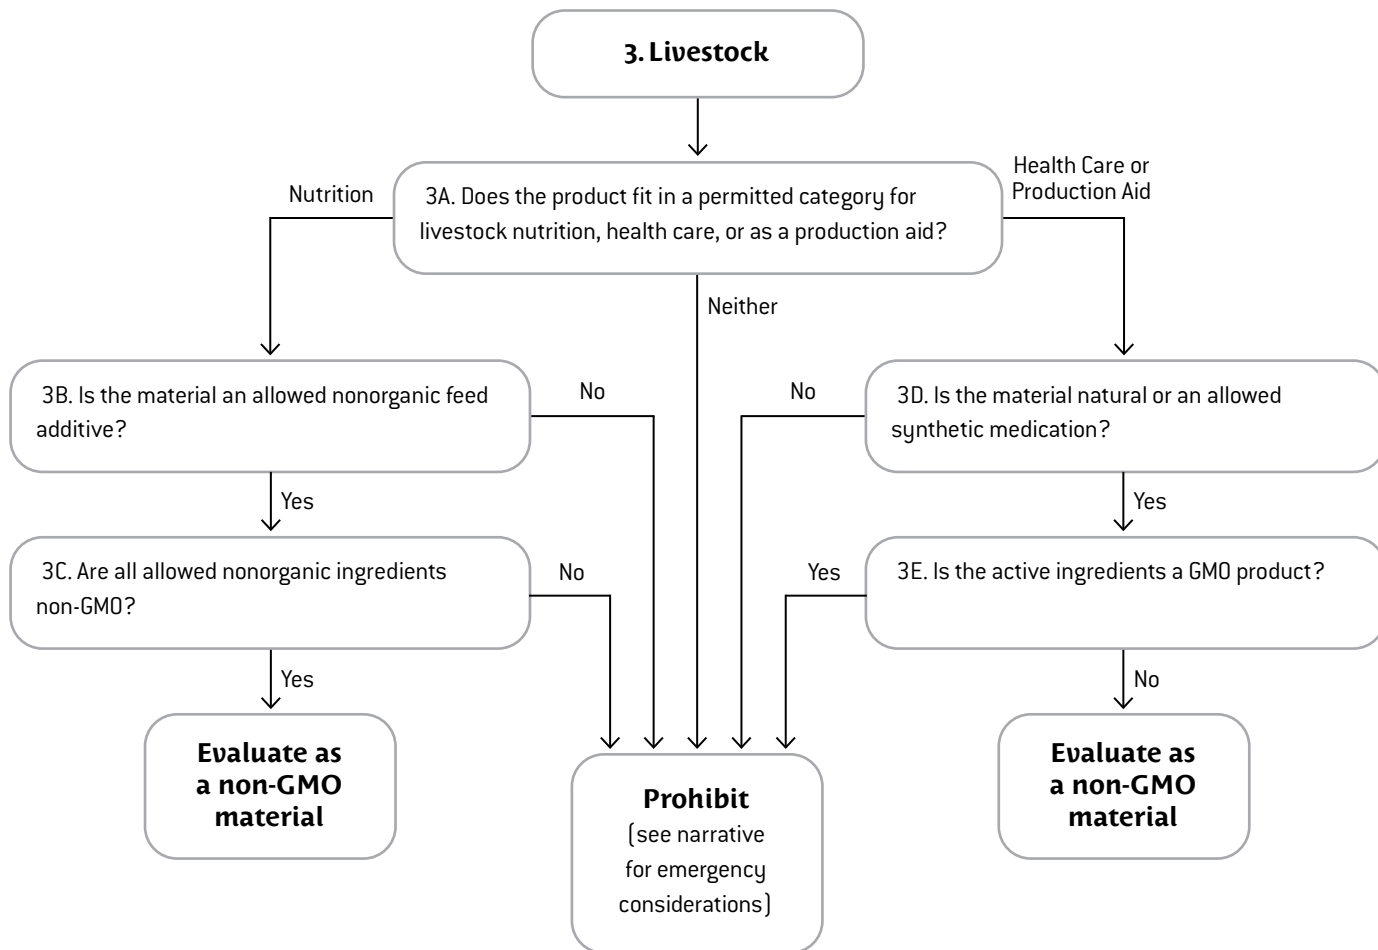 3. Livestock
Health Care or
Production Aid
Nutrition
3A. Does the product fit in a permitted category for
livestock nutrition, health care, or as a production aid?
Neither
3B. Is the material an allowed nonorganic feed
additive?
No
No
3D. Is the material natural or an allowed
synthetic medication?
Yes
Yes
3C. Are all allowed nonorganic ingredients
non-GMO?
No
Yes
3E. Is the active ingredients a GMO product?
Yes
No
Evaluate as
a non-GMO
material
Prohibit
(see narrative
for emergency
considerations)
Evaluate as
a non-GMO
material